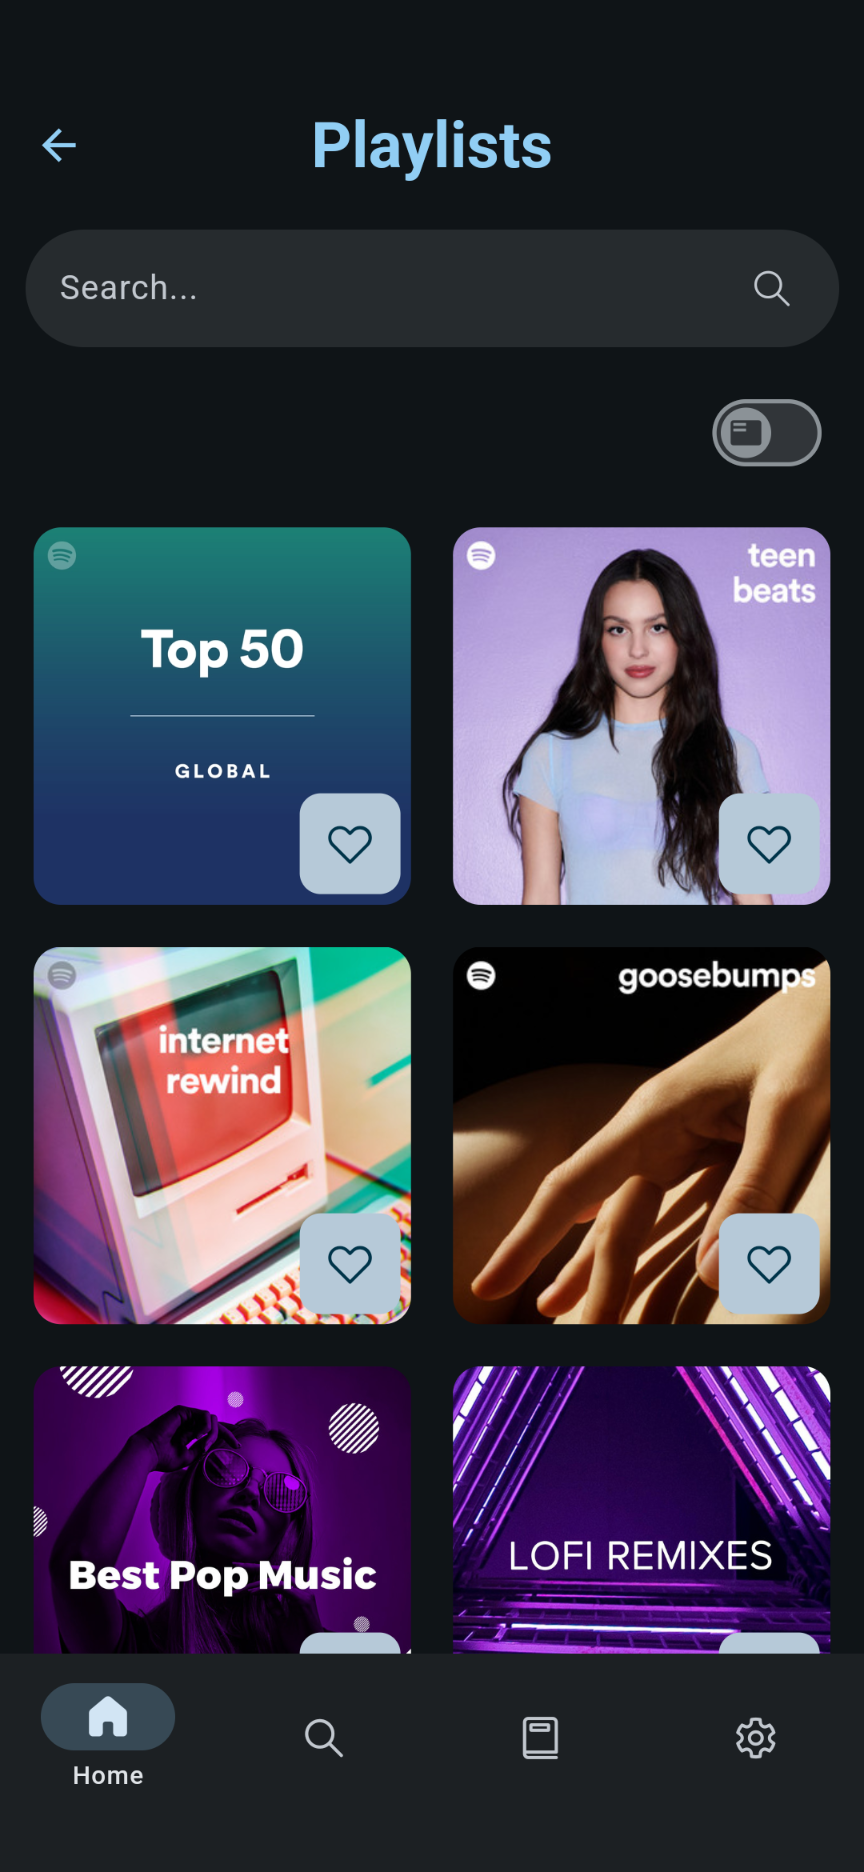 Playlists
Search...
Top 50
GLOBAL
teen
beats
internet
rewind
goosebumps
Best Pop Music
LOFI REMIXES
Home